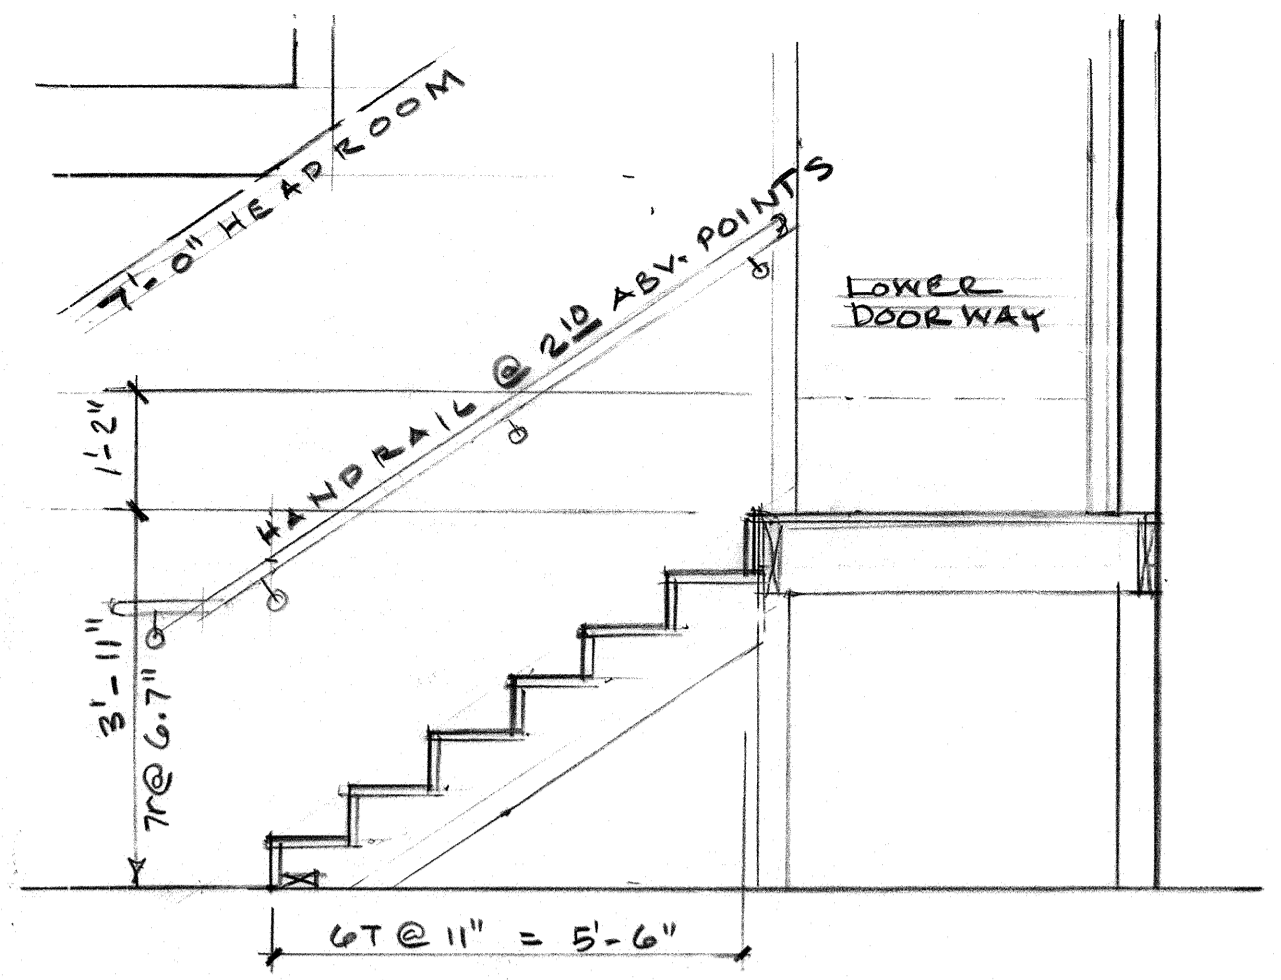 7'-0" HEADROOM
HANDRAIL @ 2'10 ABV. POINTS
LOWER
DOORWAY
1'-2"
3'-11"
7r@ 6.7"
6T @ 11" = 5'-6"